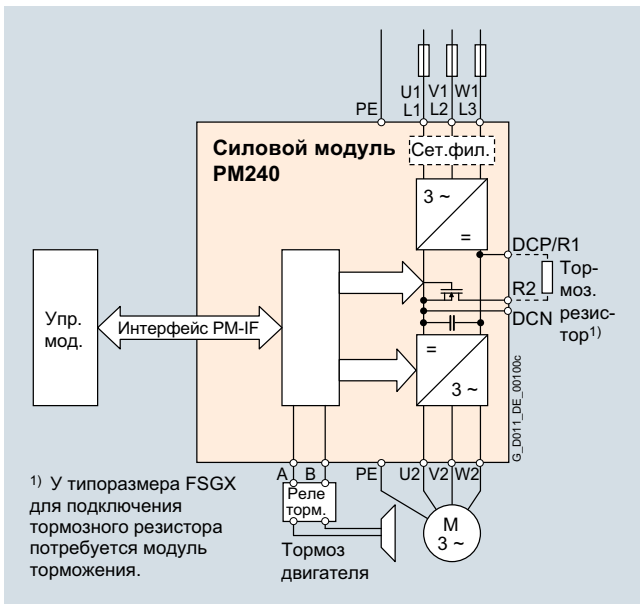 U1 V1 W1
PE L1 L2 L3
Силовой модуль
PM240
Сет.фил.
3 ~
=
DCP/R1
R2
DCN
Тор-
моз.
резис-
тор1)
Упр.
мод.
Интерфейс PM-IF
=
3 ~
G_D011_DE_00100c
A B PE U2 V2 W2
Реле
торм.
Тормоз
двигателя
M
3 ~
1) У типоразмера FSGX
для подключения
тормозного резистора
потребуется модуль
торможения.